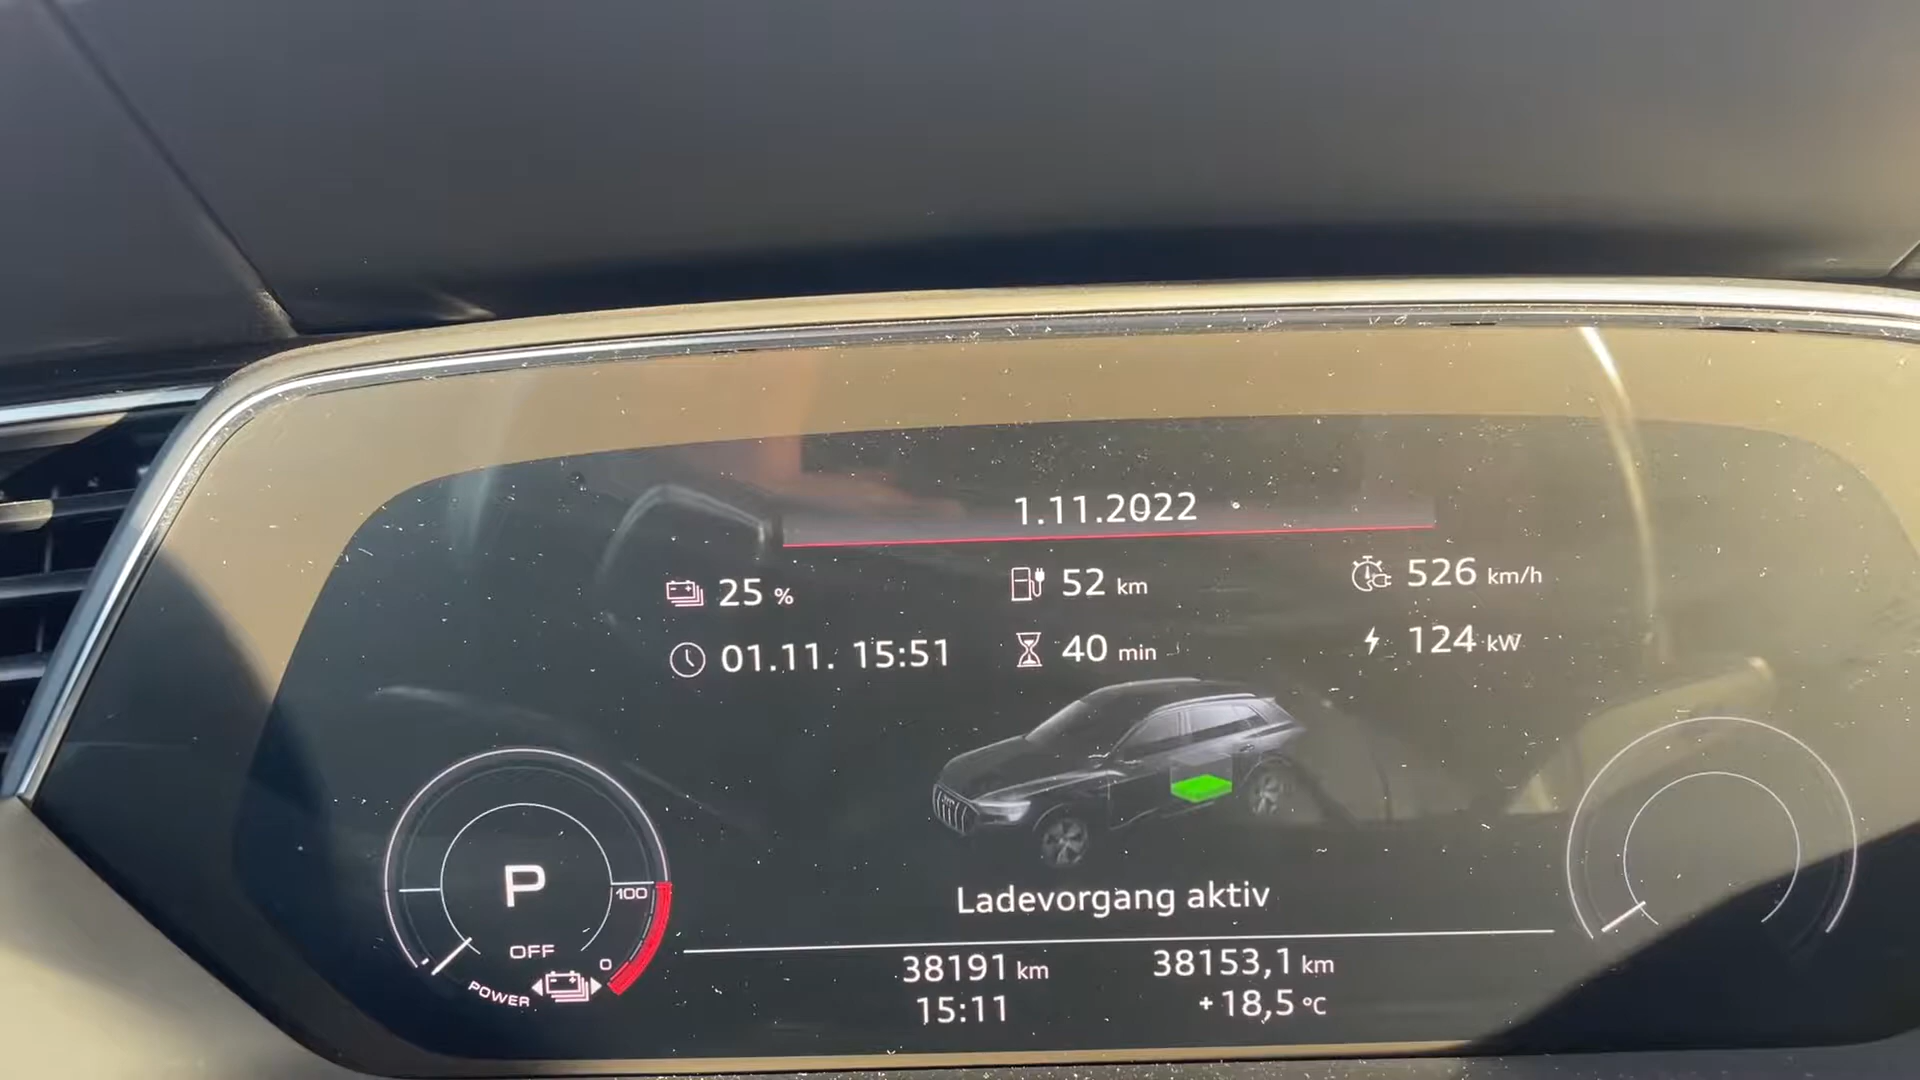 1.11.2022
25 %
52 km
526 km/h
01.11. 15:51
40 min
124 kW
P
100
OFF
0
POWER
Ladevorgang aktiv
38191 km
38153,1 km
15:11
+18,5 °C